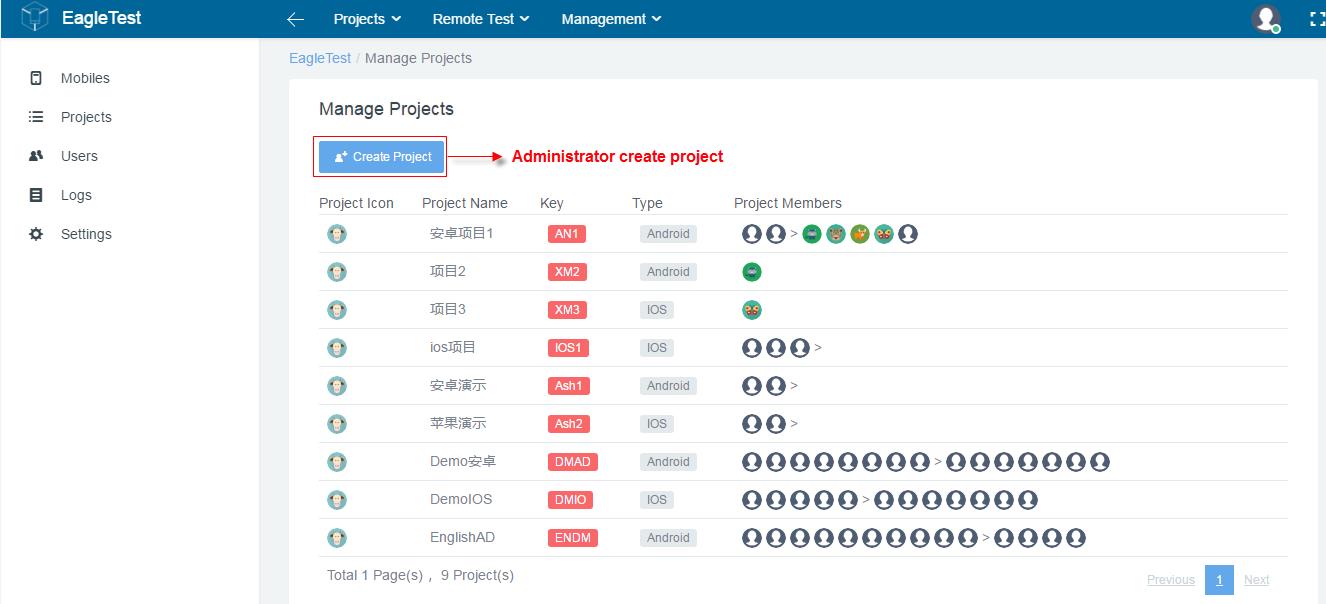 EagleTest
Projects
Remote Test
Management
Mobiles
Projects
Users
Logs
Settings
EagleTest / Manage Projects
Manage Projects
Create Project
Administrator create project
Project Icon Project Name Key Type Project Members
安卓项目1 AN1 Android >
项目2 XM2 Android
项目3 XM3 IOS
ios项目 IOS1 IOS >
安卓演示 Ash1 Android >
苹果演示 Ash2 IOS >
Demo安卓 DMAD Android >
DemoIOS DMIO IOS >
EnglishAD ENDM Android >
Total 1 Page(s) , 9 Project(s)
Previous 1 Next